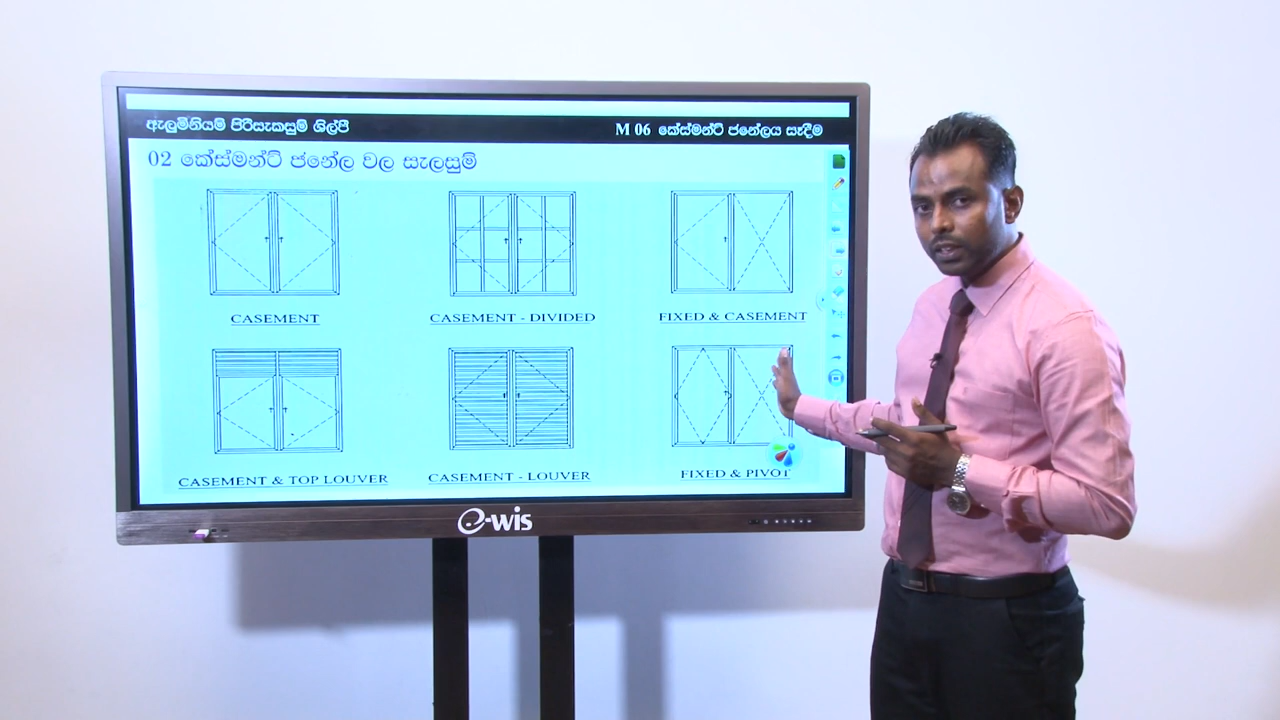 ඇලුමිනියම් පිරිසැකසුම් ශිල්පී
M 06 කේස්මන්ට් ජනේලය සෑදීම
02 කේස්මන්ට් ජනේල වල සැලසුම්
CASEMENT
CASEMENT - DIVIDED
FIXED & CASEMENT
CASEMENT & TOP LOUVER
CASEMENT - LOUVER
FIXED & PIVOT
e-wis